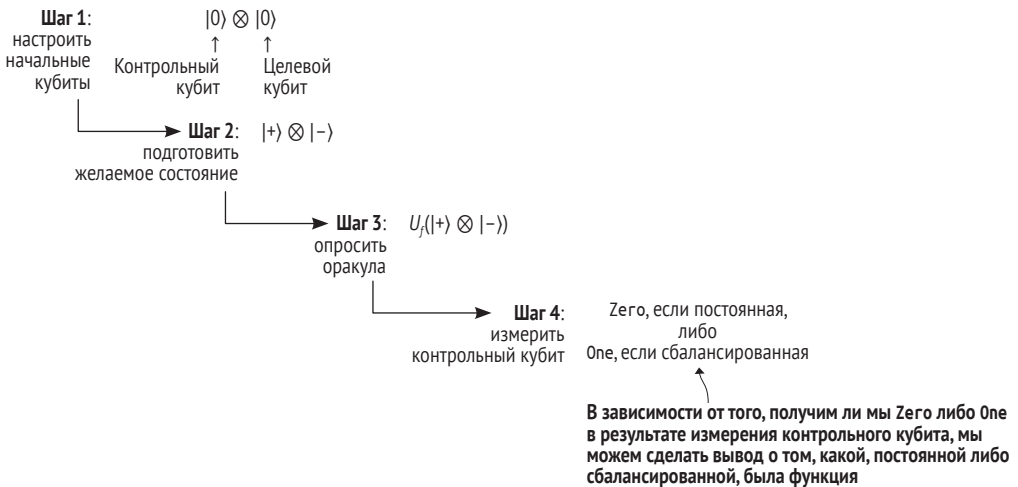 Шаг 1:
настроить
начальные
кубиты
|0⟩ ⊗ |0⟩
↑ ↑
Контрольный
кубит
Целевой
кубит
Шаг 2:
подготовить
желаемое состояние
|+⟩ ⊗ |−⟩
Шаг 3:
опросить
оракула
U_f(|+⟩ ⊗ |−⟩)
Шаг 4:
измерить
контрольный кубит
Zero, если постоянная,
либо
One, если сбалансированная
В зависимости от того, получим ли мы Zero либо One
в результате измерения контрольного кубита, мы
можем сделать вывод о том, какой, постоянной либо
сбалансированной, была функция